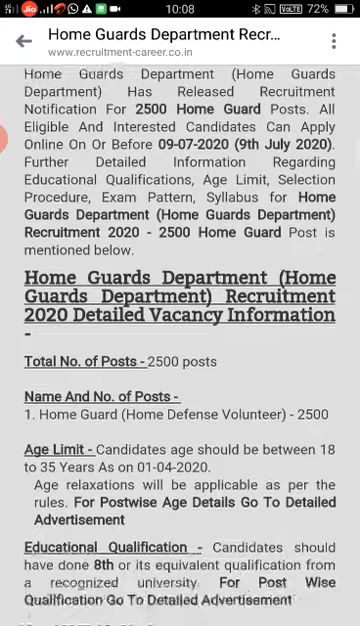 10:08
VOLTE 72%
Home Guards Department Recr...
www.recruitment-career.co.in
Home Guards Department (Home Guards
Department) Has Released Recruitment
Notification For 2500 Home Guard Posts. All
Eligible And Interested Candidates Can Apply
Online On Or Before 09-07-2020 (9th July 2020).
Further Detailed Information Regarding
Educational Qualifications, Age Limit, Selection
Procedure, Exam Pattern, Syllabus for Home
Guards Department (Home Guards Department)
Recruitment 2020 - 2500 Home Guard Post is
mentioned below.
Home Guards Department (Home
Guards Department) Recruitment
2020 Detailed Vacancy Information
-
Total No. of Posts - 2500 posts
Name And No. of Posts -
1. Home Guard (Home Defense Volunteer) - 2500
Age Limit - Candidates age should be between 18
to 35 Years As on 01-04-2020.
Age relaxations will be applicable as per the
rules. For Postwise Age Details Go To Detailed
Advertisement
Educational Qualification - Candidates should
have done 8th or its equivalent qualification from
a recognized university For Post Wise
Qualification Go To Detailed Advertisement